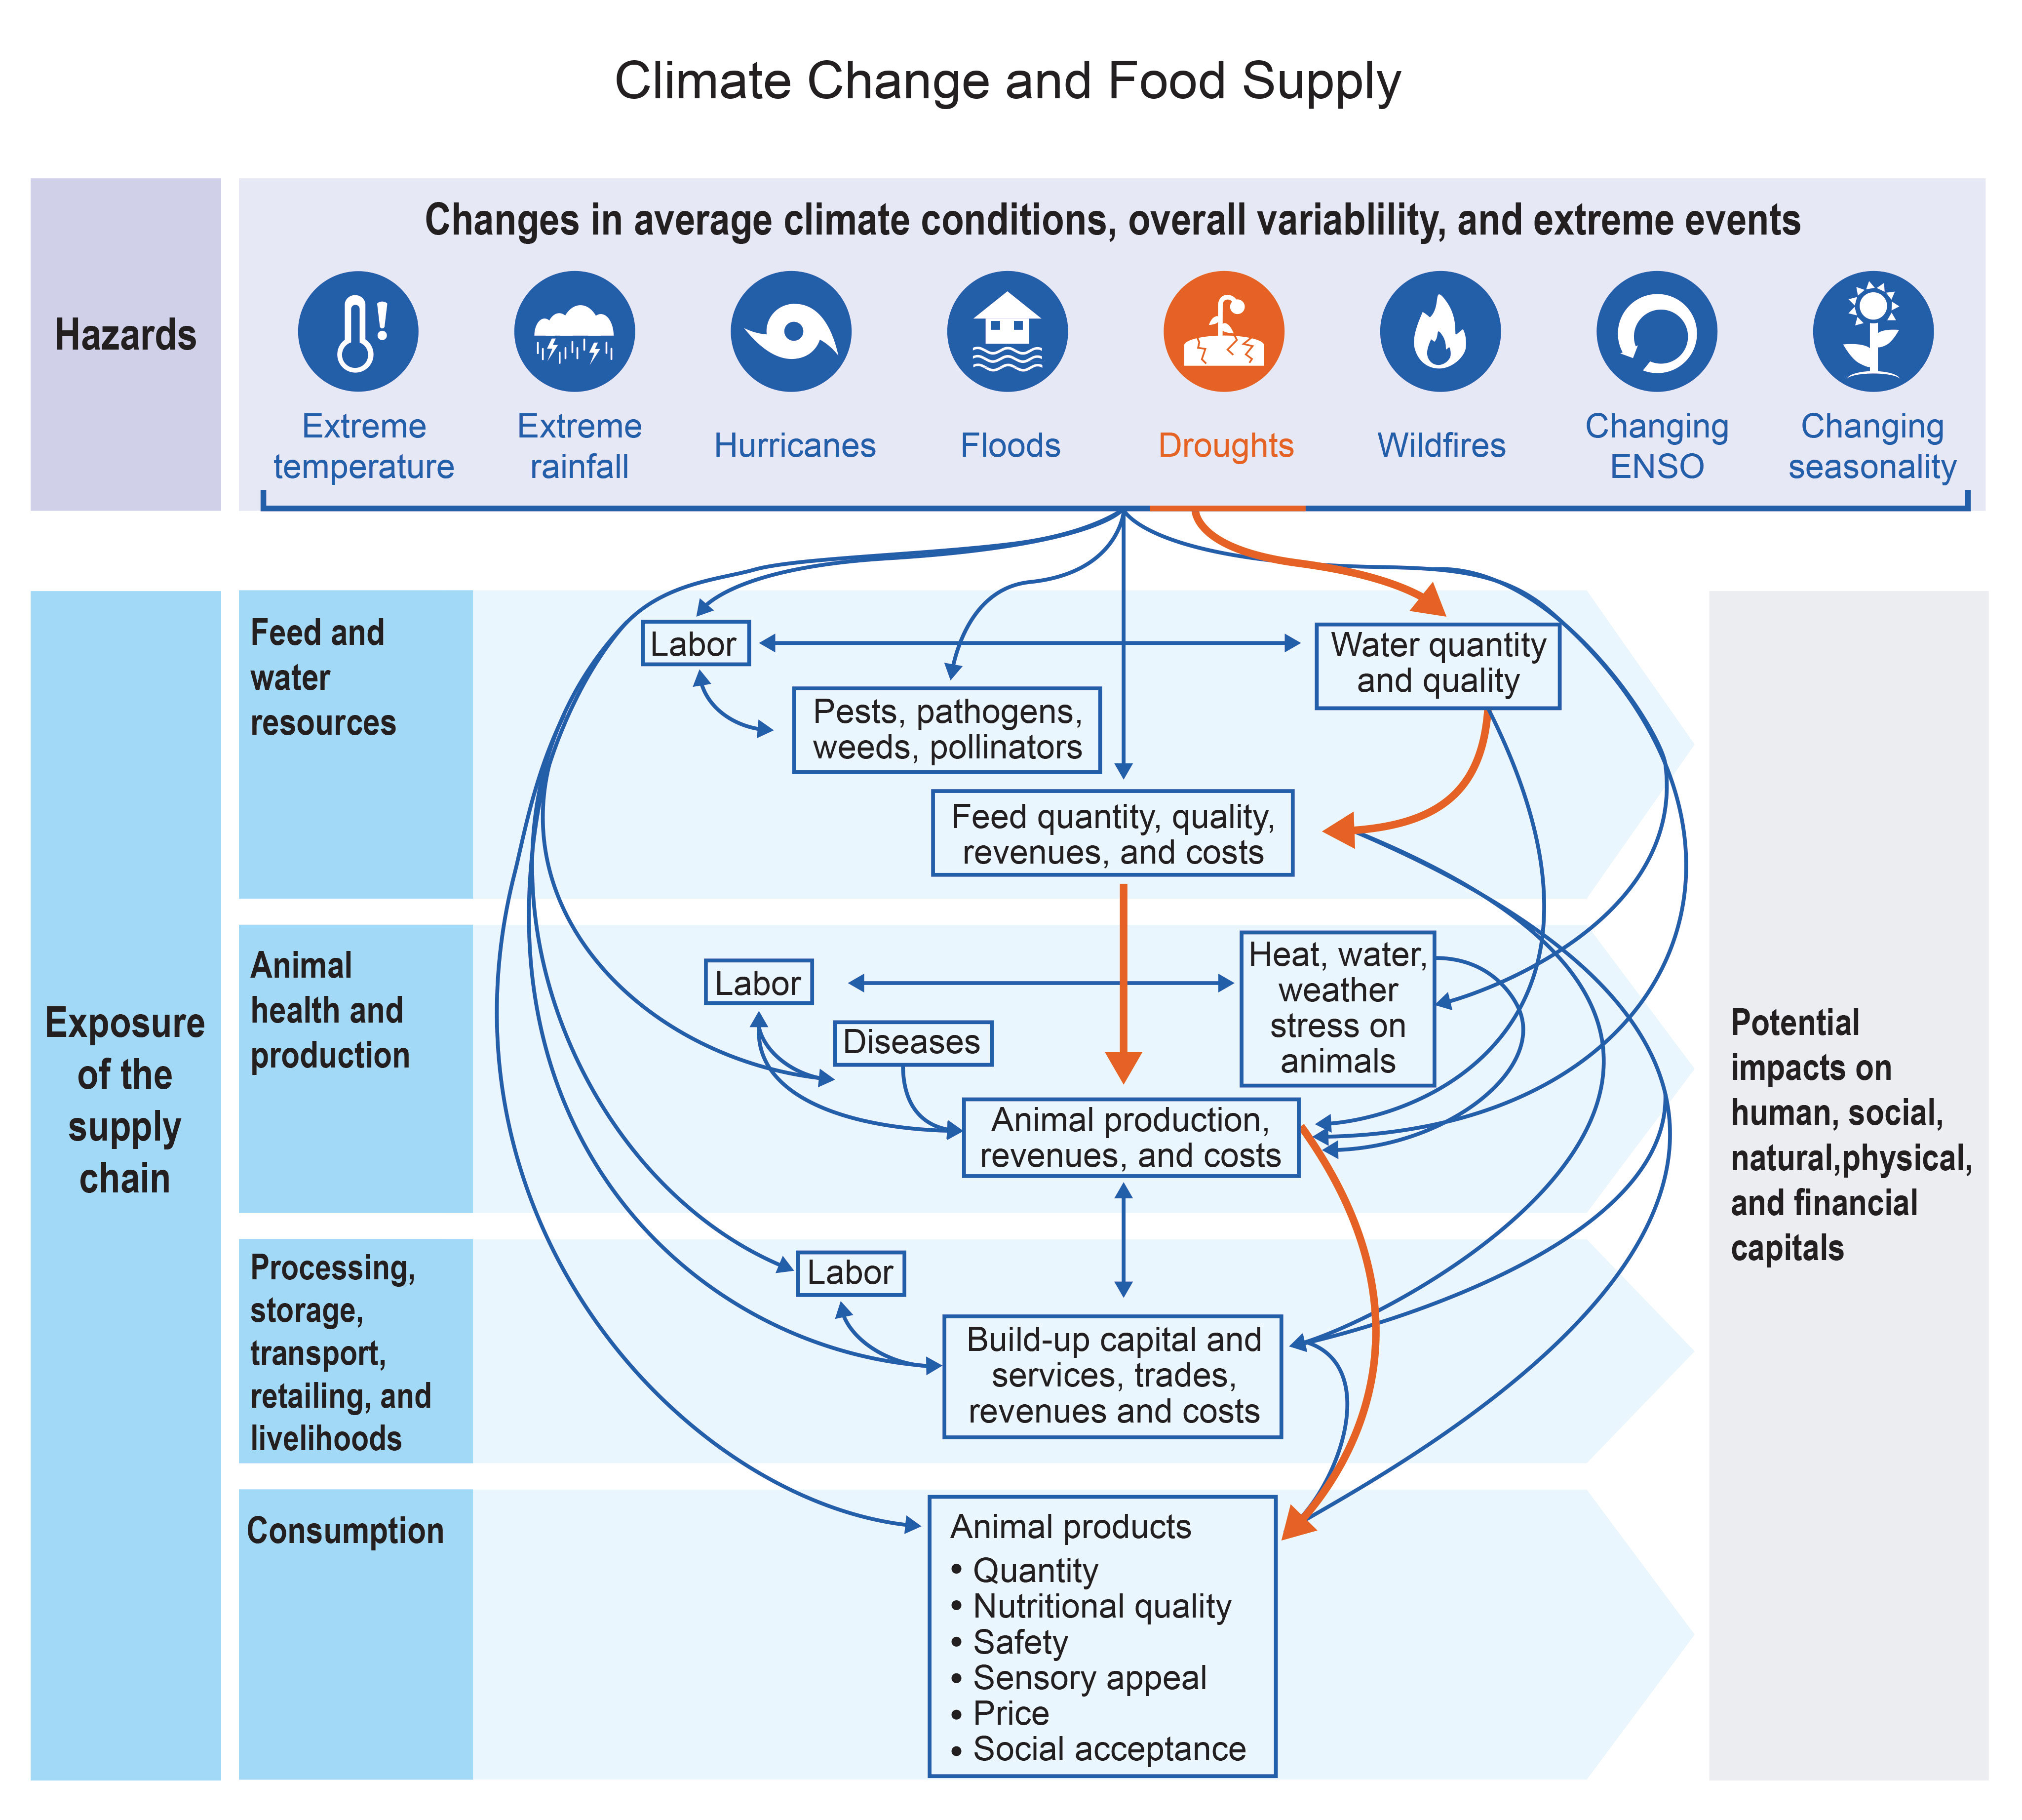 Climate Change and Food Supply
Hazards
Changes in average climate conditions, overall variablility, and extreme events
Extreme
temperature
Extreme
rainfall
Hurricanes
Floods
Droughts
Wildfires
Changing
ENSO
Changing
seasonality
Exposure
of the
supply
chain
Feed and
water
resources
Labor
Water quantity
and quality
Pests, pathogens,
weeds, pollinators
Feed quantity, quality,
revenues, and costs
Animal
health and
production
Labor
Heat, water,
weather
stress on
animals
Diseases
Animal production,
revenues, and costs
Processing,
storage,
transport,
retailing, and
livelihoods
Labor
Build-up capital and
services, trades,
revenues and costs
Consumption
Animal products
• Quantity
• Nutritional quality
• Safety
• Sensory appeal
• Price
• Social acceptance
Potential
impacts on
human, social,
natural,physical,
and financial
capitals